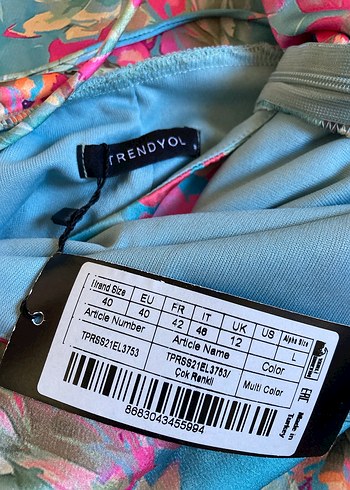 TRENDYOL
Brand Size EU FR IT UK US Alpha Size
40 40 42 46 12 L
Article Number Article Name Color
TPRSS21EL3753 TPRSS21EL3753/ Multi Color
Çok Renkli
8683043455994
EAC
Made in
Turkey